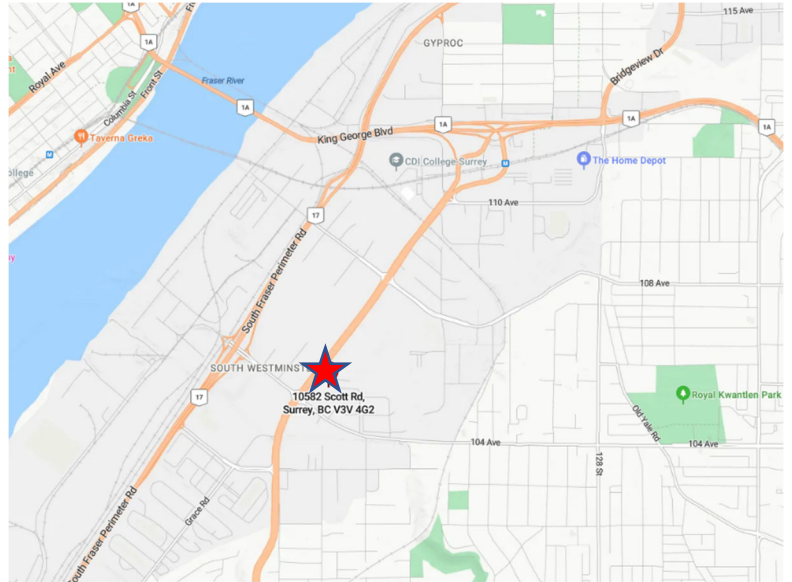 1A
115 Ave
1A
1A
GYPROC
Royal Ave
Bridgeview Dr
Fraser River
Columbia St
Front St
1A
1A
1A
1A
King George Blvd
Taverna Greka
CDI College Surrey
The Home Depot
110 Ave
17
South Fraser Perimeter Rd
108 Ave
SOUTH WESTMINST
10582 Scott Rd,
Surrey, BC V3V 4G2
Royal Kwantlen Park
17
Old Yale Rd
104 Ave
104 Ave
128 St
Grace Rd
South Fraser Perimeter Rd